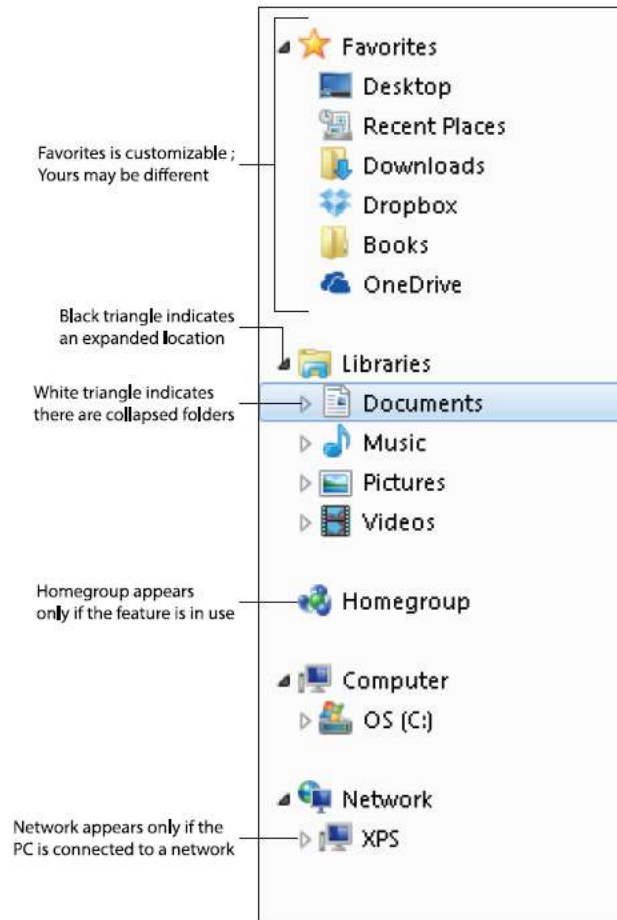 Favorites
Desktop
Recent Places
Favorites is customizable ;
Yours may be different
Downloads
Dropbox
Books
OneDrive
Black triangle indicates
an expanded location
Libraries
White triangle indicates
there are collapsed folders
Documents
Music
Pictures
Videos
Homegroup appears
only if the feature is in use
Homegroup
Computer
OS (C:)
Network
Network appears only if the
PC is connected to a network
XPS